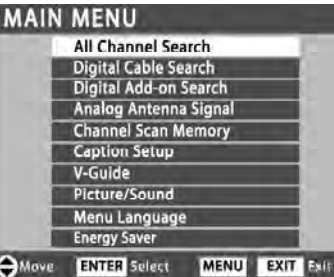 MAIN MENU
All Channel Search
Digital Cable Search
Digital Add-on Search
Analog Antenna Signal
Channel Scan Memory
Caption Setup
V-Guide
Picture/Sound
Menu Language
Energy Saver
Move ENTER Select MENU EXIT Exit